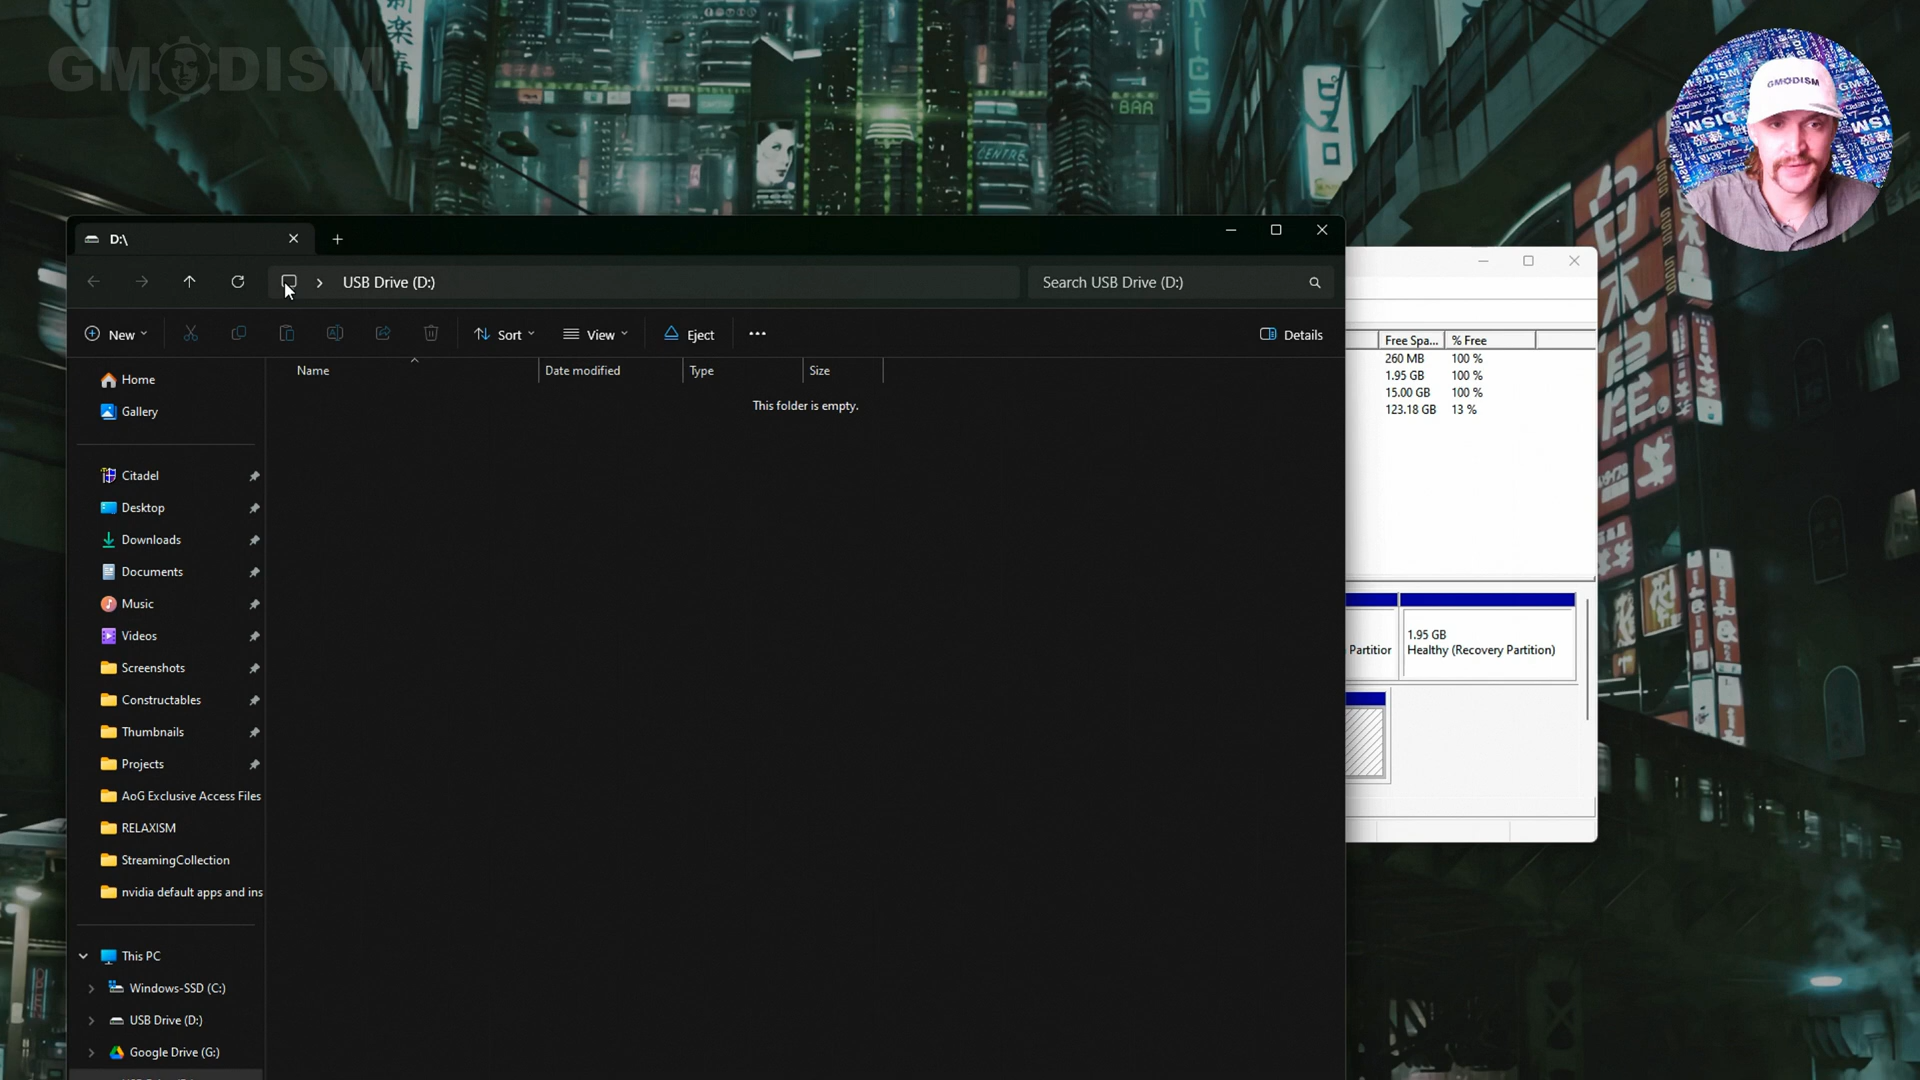 GMODISM
GMODISM
BAR
CENTRE
D:\
USB Drive (D:)
Search USB Drive (D:)
New
Sort
View
Eject
Details
Name
Date modified
Type
Size
This folder is empty.
Home
Gallery
Citadel
Desktop
Downloads
Documents
Music
Videos
Screenshots
Constructables
Thumbnails
Projects
AoG Exclusive Access Files
RELAXISM
StreamingCollection
nvidia default apps and ins
This PC
Windows-SSD (C:)
USB Drive (D:)
Google Drive (G:)
Free Spa...
% Free
260 MB
100 %
1.95 GB
100 %
15.00 GB
100 %
123.18 GB
13 %
Partition
1.95 GB
Healthy (Recovery Partition)